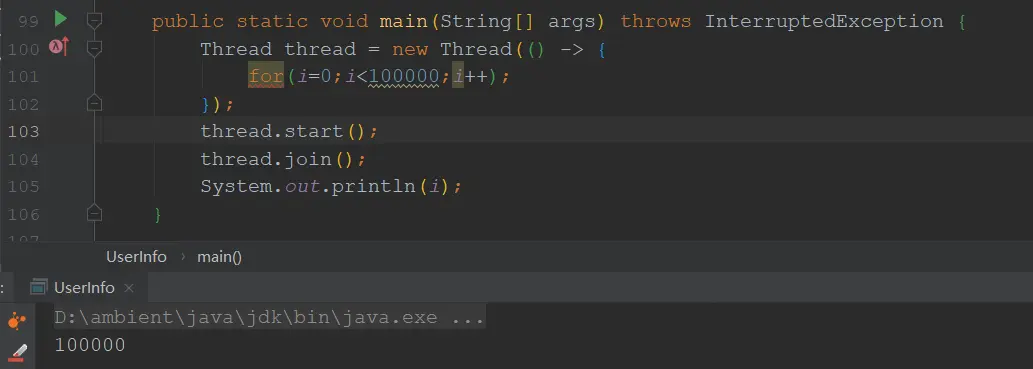 99 public static void main(String[] args) throws InterruptedException {
100 Thread thread = new Thread(() -> {
101 for(i=0;i<100000;i++);
102 });
103 thread.start();
104 thread.join();
105 System.out.println(i);
106 }
107
UserInfo › main()
: UserInfo ×
D:\ambient\java\jdk\bin\java.exe ...
100000